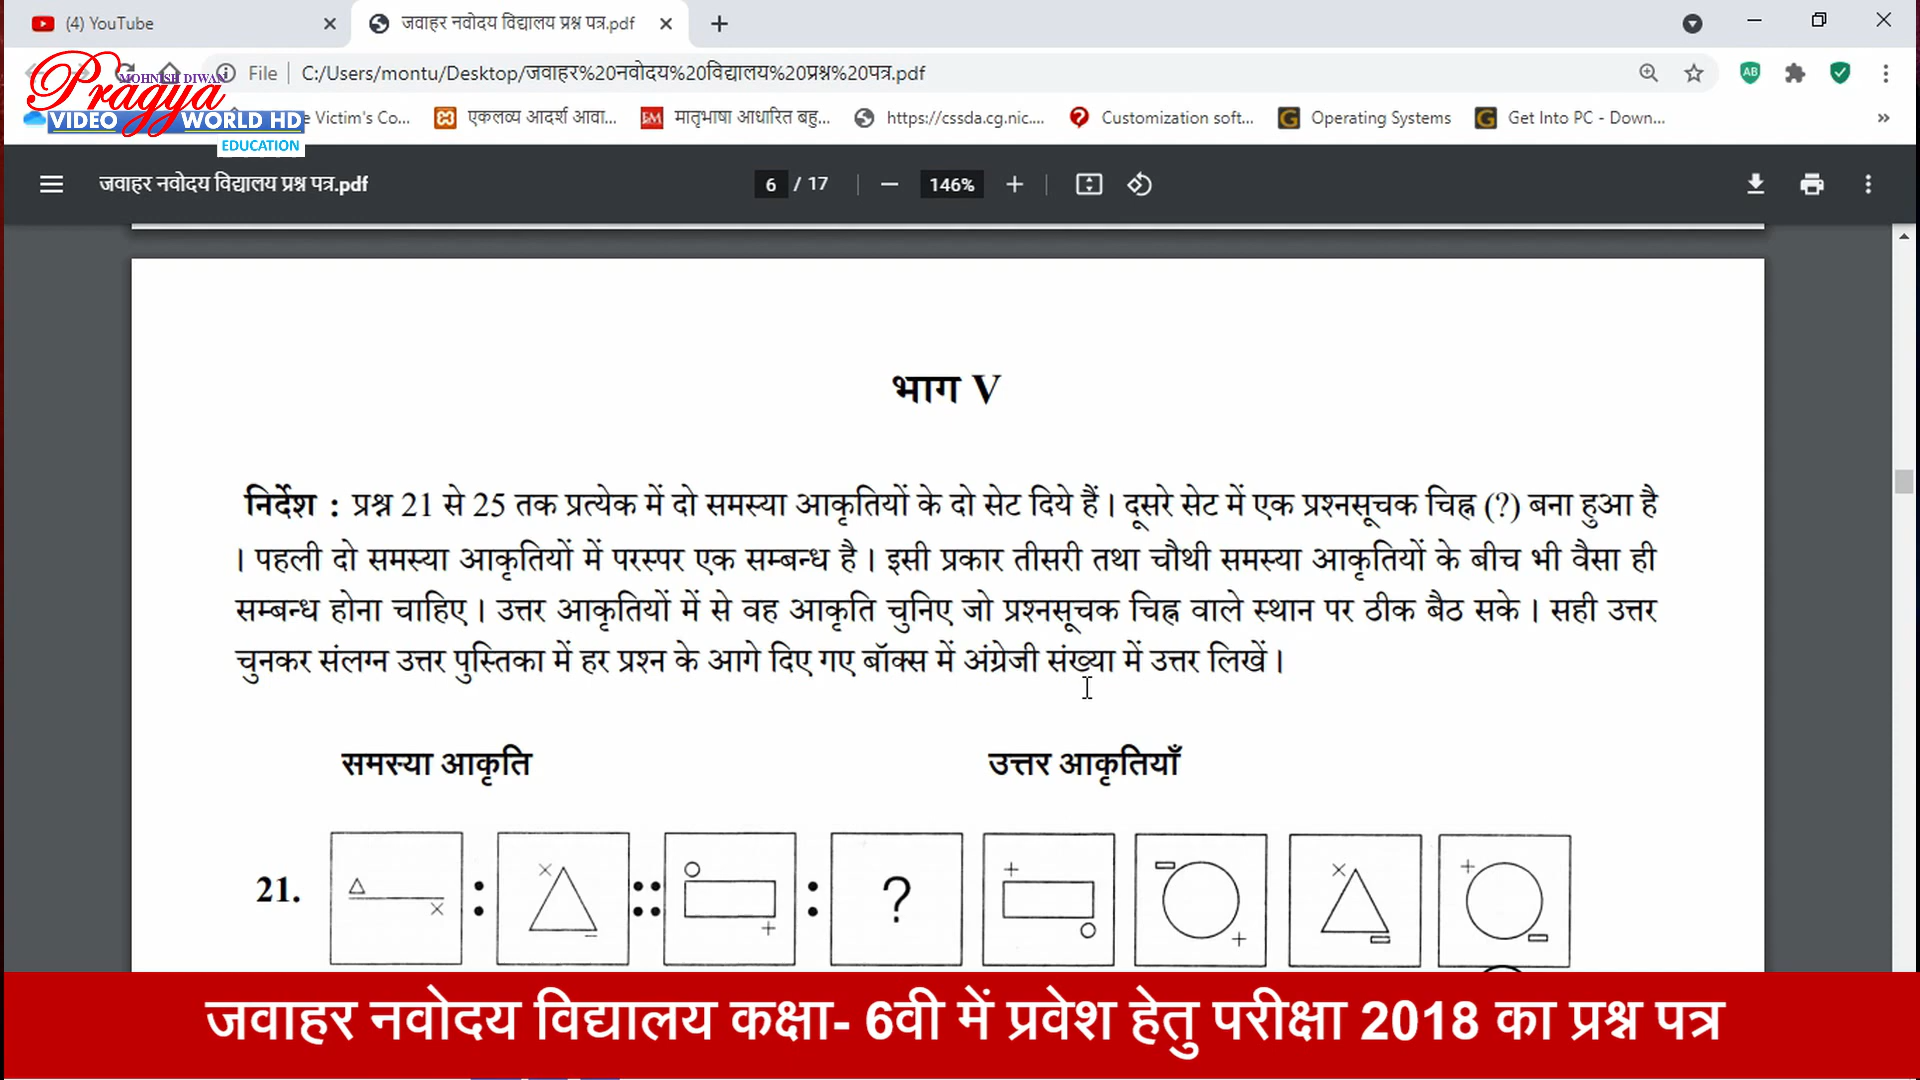 (4) YouTube
जवाहर नवोदय विद्यालय प्रश्न पत्र.pdf
File
C:/Users/montu/Desktop/जवाहर%20नवोदय%20विद्यालय%20प्रश्न%20पत्र.pdf
MOHNISH DIWAN
Pragya
VIDEO WORLD HD
EDUCATION
e Victim's Co...
एकलव्य आदर्श आवा...
मातृभाषा आधारित बहु...
https://cssda.cg.nic....
Customization soft...
Operating Systems
Get Into PC - Down...
»
जवाहर नवोदय विद्यालय प्रश्न पत्र.pdf
6 / 17
146%
भाग V
निर्देश : प्रश्न 21 से 25 तक प्रत्येक में दो समस्या आकृतियों के दो सेट दिये हैं। दूसरे सेट में एक प्रश्नसूचक चिह्न (?) बना हुआ है
। पहली दो समस्या आकृतियों में परस्पर एक सम्बन्ध है। इसी प्रकार तीसरी तथा चौथी समस्या आकृतियों के बीच भी वैसा ही
सम्बन्ध होना चाहिए। उत्तर आकृतियों में से वह आकृति चुनिए जो प्रश्नसूचक चिह्न वाले स्थान पर ठीक बैठ सके। सही उत्तर
चुनकर संलग्न उत्तर पुस्तिका में हर प्रश्न के आगे दिए गए बॉक्स में अंग्रेजी संख्या में उत्तर लिखें।
समस्या आकृति
उत्तर आकृतियाँ
21. : :: : ?
जवाहर नवोदय विद्यालय कक्षा- 6वी में प्रवेश हेतु परीक्षा 2018 का प्रश्न पत्र